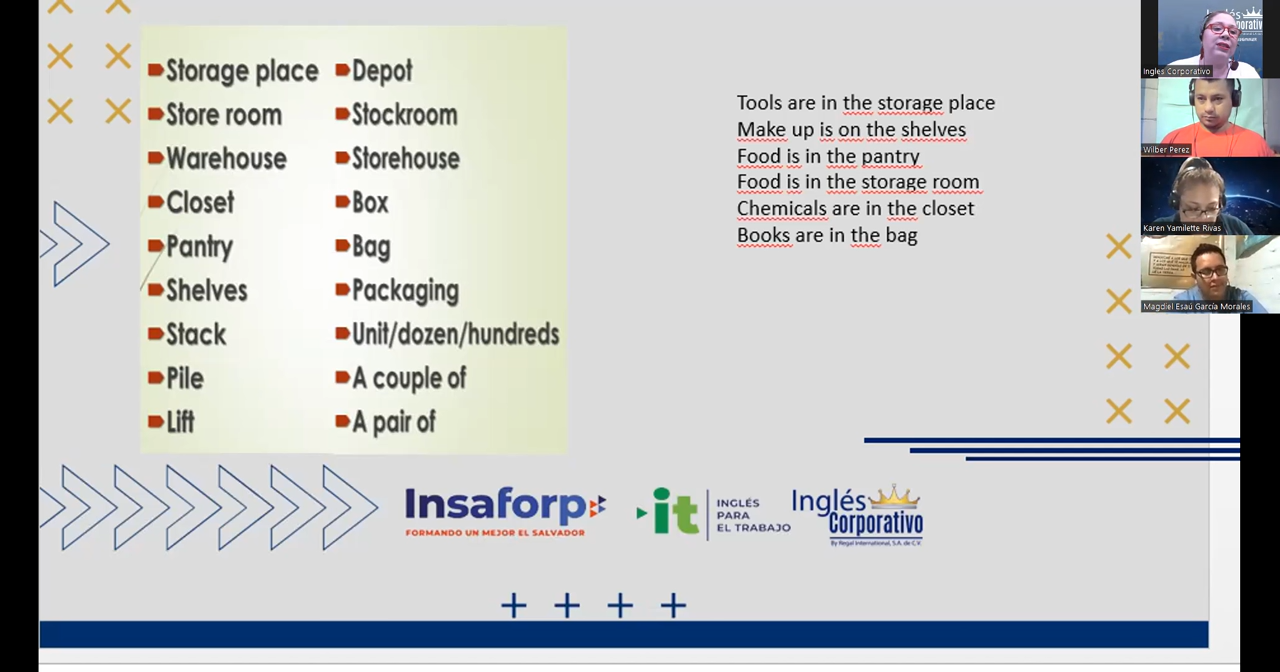 Storage place
Store room
Warehouse
Closet
Pantry
Shelves
Stack
Pile
Lift
Depot
Stockroom
Storehouse
Box
Bag
Packaging
Unit/dozen/hundreds
A couple of
A pair of
Tools are in the storage place
Make up is on the shelves
Food is in the pantry
Food is in the storage room
Chemicals are in the closet
Books are in the bag
Ingles Corporativo
Wilber Perez
Karen Yamilette Rivas
Magdiel Esaú García Morales
Insaforp
FORMANDO UN MEJOR EL SALVADOR
it
INGLÉS
PARA
EL TRABAJO
Inglés
Corporativo
By Regal International, S.A. de C.V.